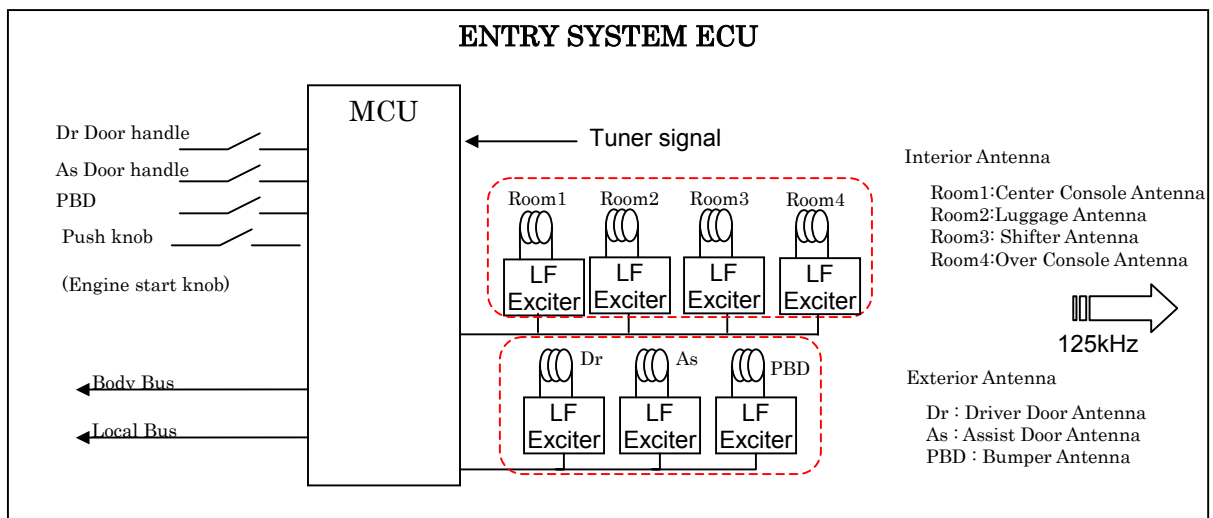 ENTRY SYSTEM ECU
MCU
Dr Door handle
As Door handle
PBD
Push knob
(Engine start knob)
Body Bus
Local Bus
Tuner signal
Room1 Room2 Room3 Room4
LF Exciter
LF Exciter
LF Exciter
LF Exciter
Dr As PBD
LF Exciter
LF Exciter
LF Exciter
Interior Antenna
Room1:Center Console Antenna
Room2:Luggage Antenna
Room3: Shifter Antenna
Room4:Over Console Antenna
125kHz
Exterior Antenna
Dr : Driver Door Antenna
As : Assist Door Antenna
PBD : Bumper Antenna